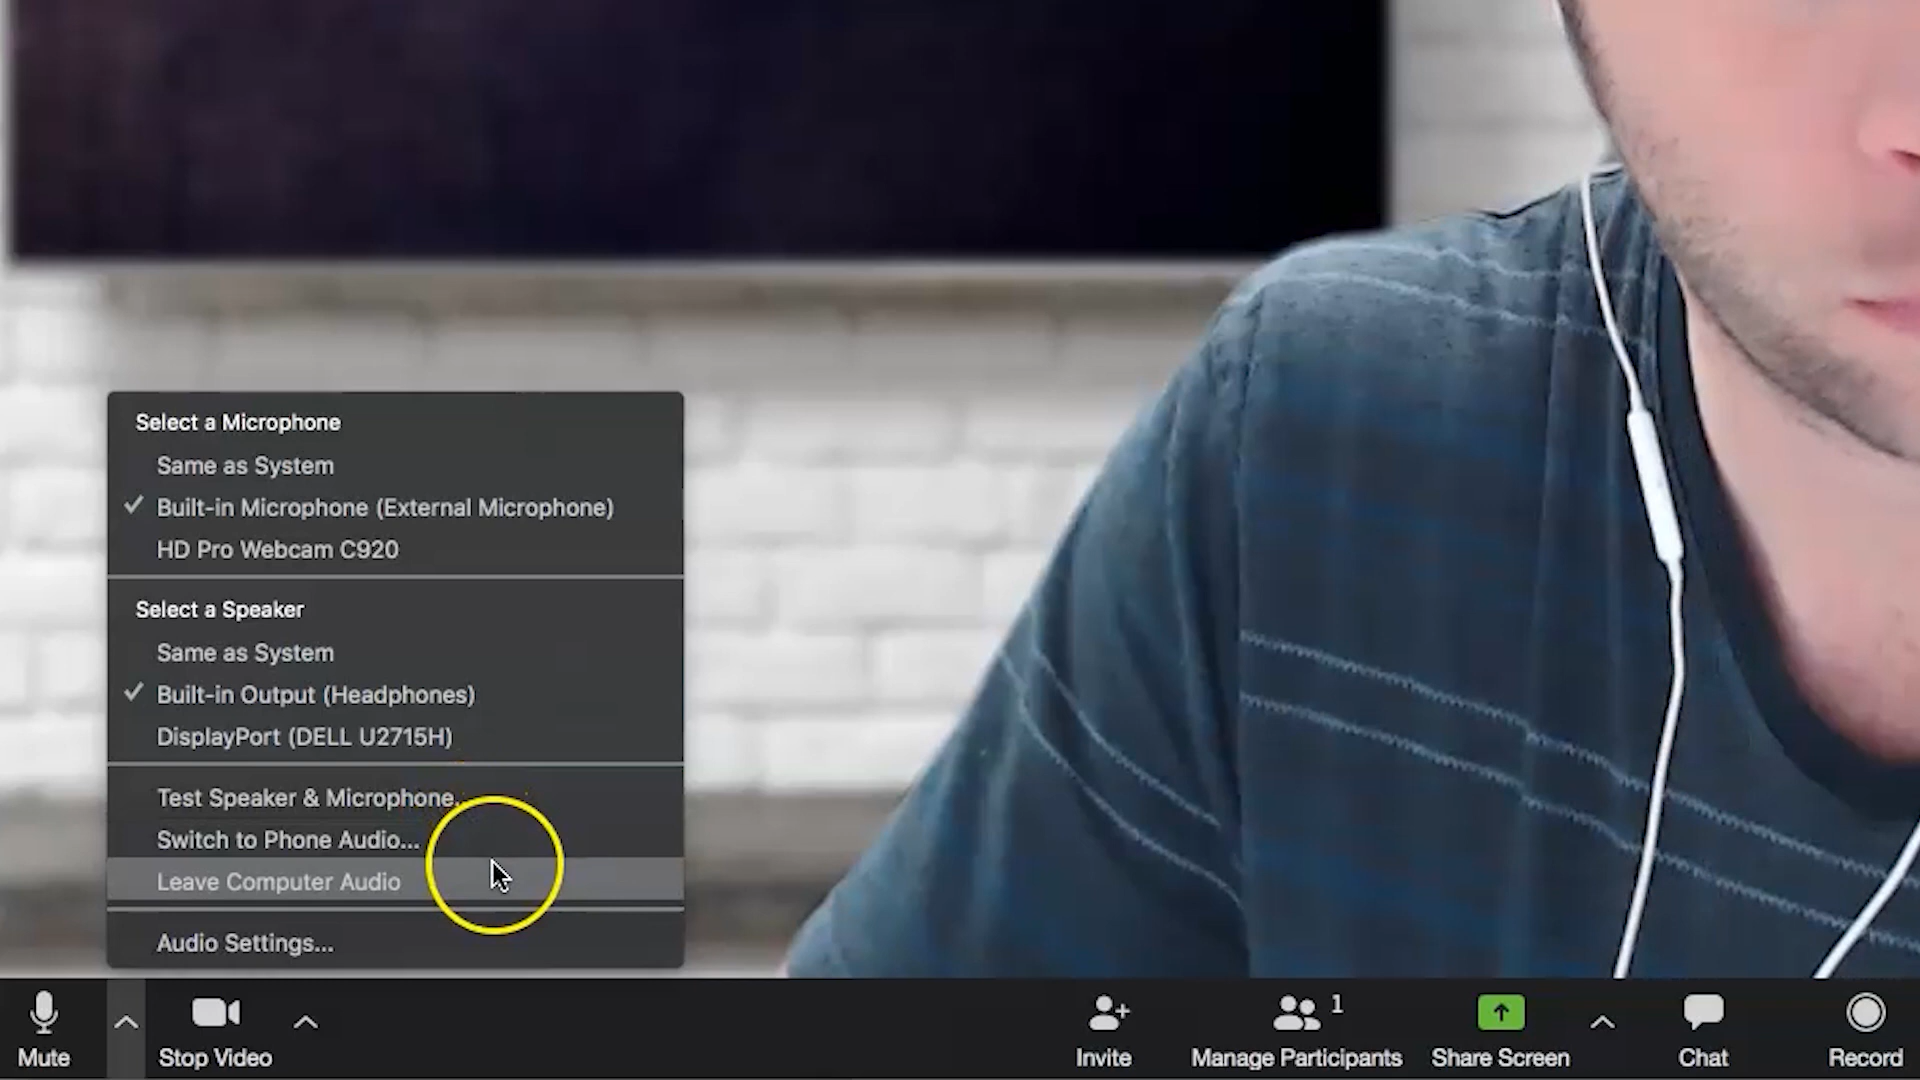 Select a Microphone
Same as System
Built-in Microphone (External Microphone)
HD Pro Webcam C920
Select a Speaker
Same as System
Built-in Output (Headphones)
DisplayPort (DELL U2715H)
Test Speaker & Microphone..
Switch to Phone Audio...
Leave Computer Audio
Audio Settings...
1
Mute
Stop Video
Invite
Manage Participants
Share Screen
Chat
Record